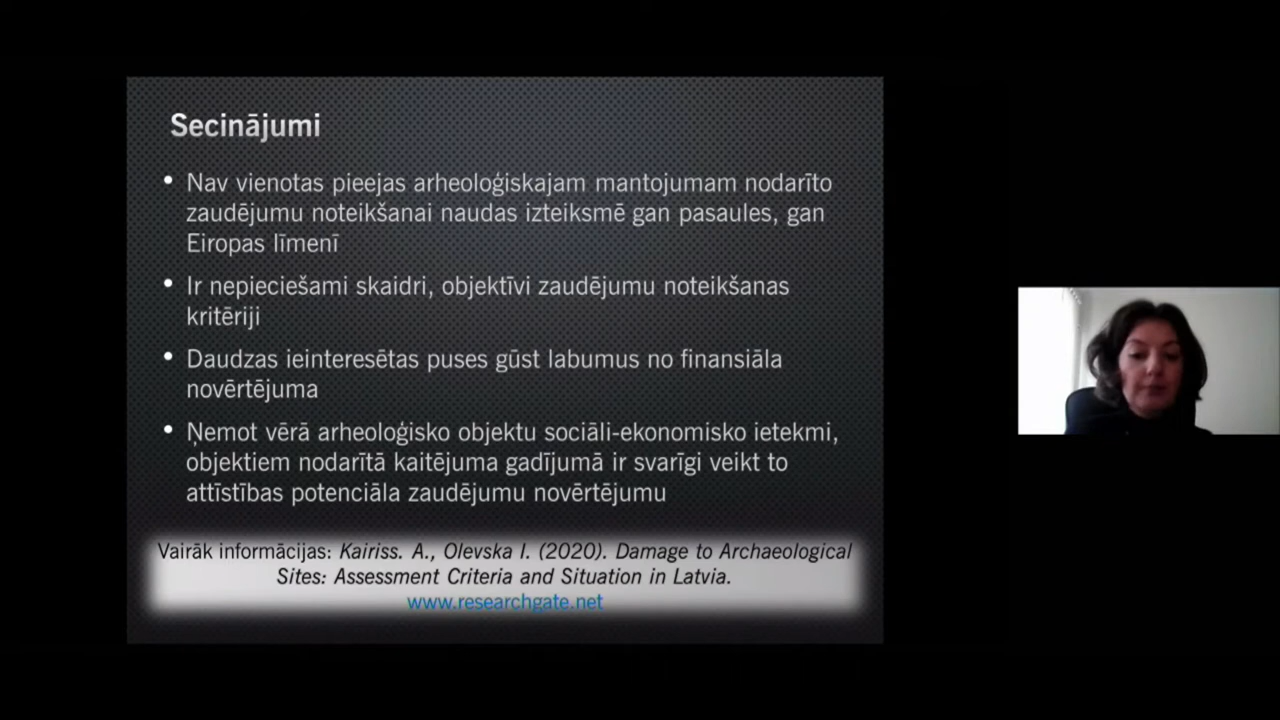 Secinājumi
• Nav vienotas pieejas arheoloģiskajam mantojumam nodarīto
zaudējumu noteikšanai naudas izteiksmē gan pasaules, gan
Eiropas līmenī
• Ir nepieciešami skaidri, objektīvi zaudējumu noteikšanas
kritēriji
• Daudzas ieinteresētas puses gūst labumus no finansiāla
novērtējuma
• Ņemot vērā arheoloģisko objektu sociāli-ekonomisko ietekmi,
objektiem nodarītā kaitējuma gadījumā ir svarīgi veikt to
attīstības potenciāla zaudējumu novērtējumu
Vairāk informācijas: Kairiss. A., Olevska I. (2020). Damage to Archaeological
Sites: Assessment Criteria and Situation in Latvia.
www.researchgate.net